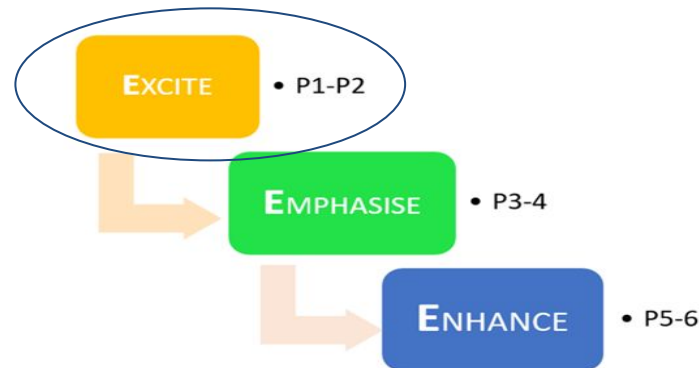 EXCITE • P1-P2
EMPHASISE • P3-4
ENHANCE • P5-6